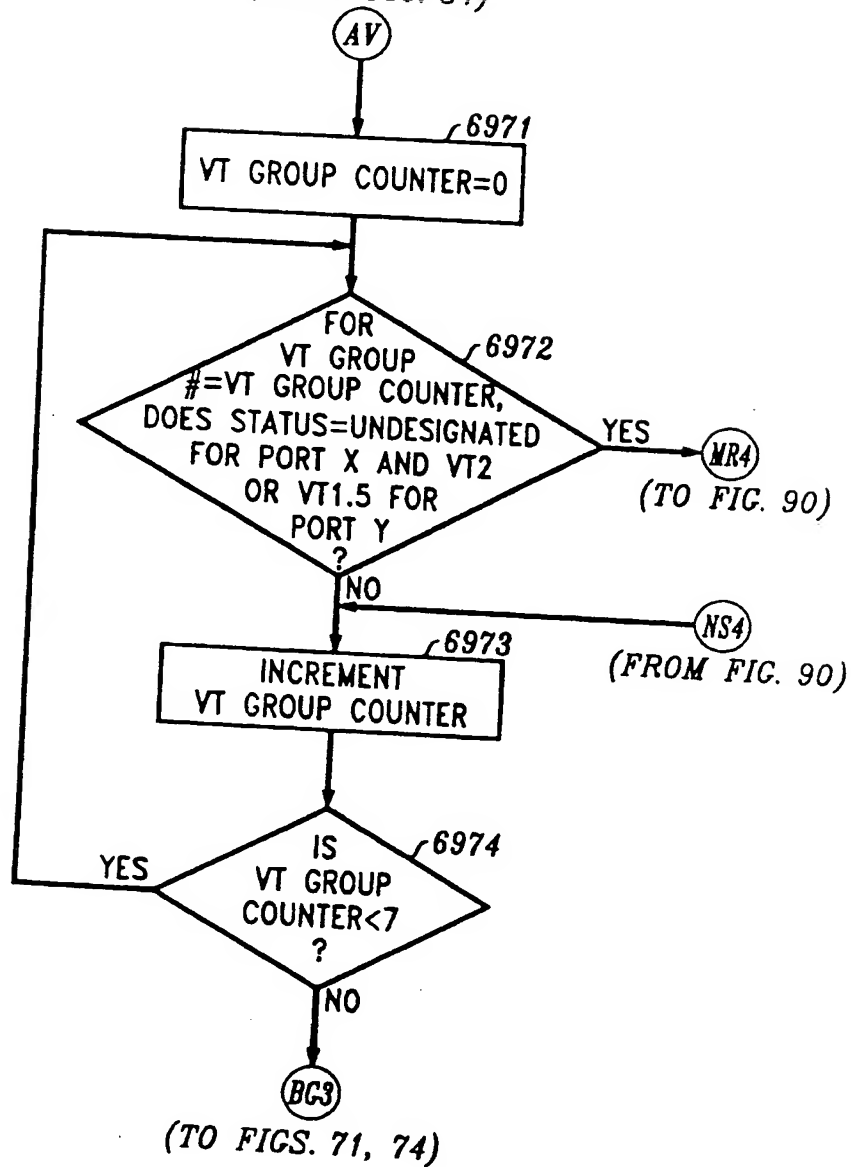 AV
6971
VT GROUP COUNTER=0
FOR
VT GROUP
#=VT GROUP COUNTER,
DOES STATUS=UNDESIGNATED
FOR PORT X AND VT2
OR VT1.5 FOR
PORT Y
?
6972
YES
MR4
(TO FIG. 90)
NO
NS4
(FROM FIG. 90)
6973
INCREMENT
VT GROUP COUNTER
6974
IS
VT GROUP
COUNTER<7
?
YES
NO
BG3
(TO FIGS. 71, 74)